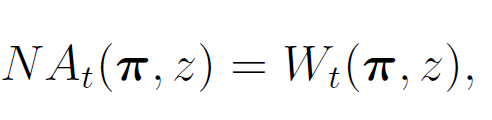 NA_t(π, z) = W_t(π, z),